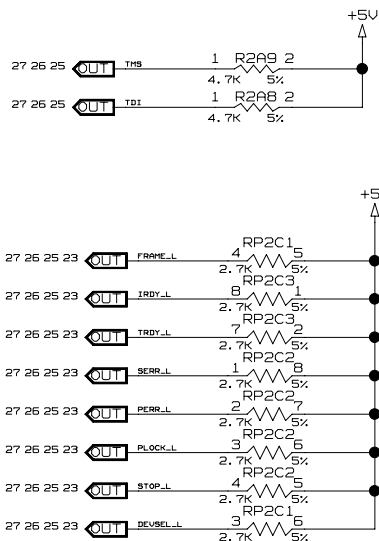 +5V
1 R2A9 2
27 26 25 OUT TMS
4.7K 5%
1 R2A8 2
27 26 25 OUT TDI
4.7K 5%
+5
RP2C1
27 26 25 23 OUT FRAME_L 4 5
2.7K 5%
RP2C3
27 26 25 23 OUT IRDY_L 8 1
2.7K 5%
RP2C3
27 26 25 23 OUT TRDY_L 7 2
2.7K 5%
RP2C2
27 26 25 23 OUT SERR_L 1 8
2.7K 5%
RP2C2
27 26 25 23 OUT PERR_L 2 7
2.7K 5%
RP2C2
27 26 25 23 OUT PLOCK_L 3 6
2.7K 5%
RP2C2
27 26 25 23 OUT STOP_L 4 5
2.7K 5%
RP2C1
27 26 25 23 OUT DEVSEL_L 3 6
2.7K 5%